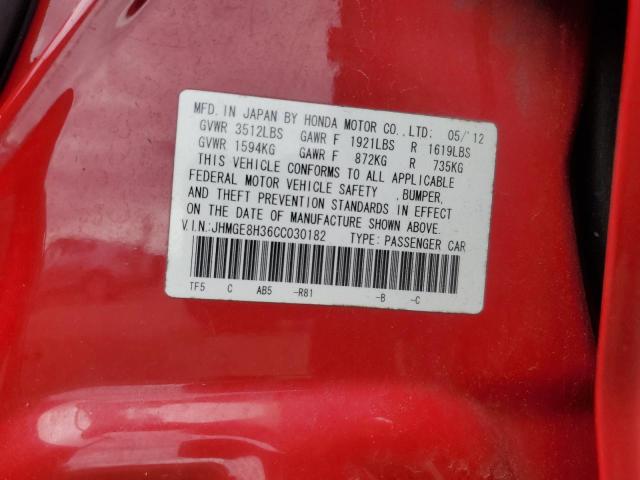 MFD. IN JAPAN BY HONDA MOTOR CO.,LTD: 05/'12
GVWR 3512LBS GAWR F 1921LBS R 1619LBS
GVWR 1594KG GAWR F 872KG R 735KG
THIS VEHICLE CONFORMS TO ALL APPLICABLE
FEDERAL MOTOR VEHICLE SAFETY ,BUMPER,
AND THEFT PREVENTION STANDARDS IN EFFECT
ON THE DATE OF MANUFACTURE SHOWN ABOVE.
V.I.N:JHMGE8H36CC030182 TYPE: PASSENGER CAR
TF5 C AB5 -R81 -B -C